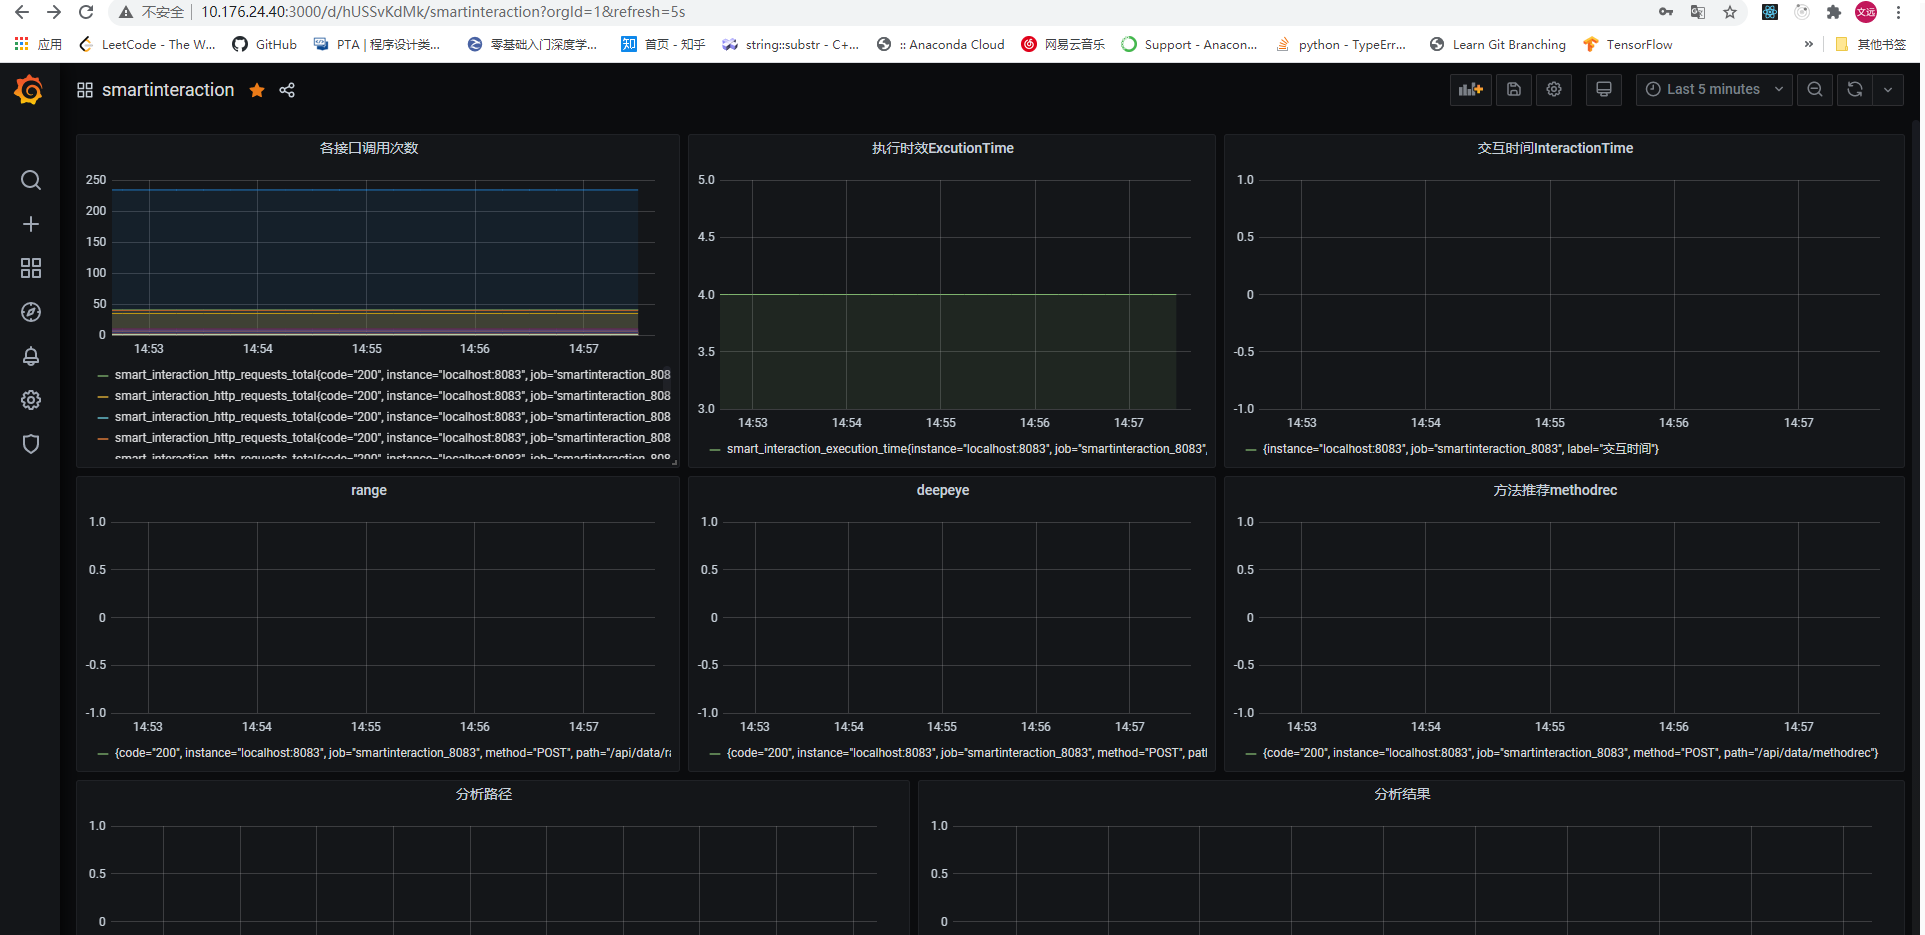 不安全 10.176.24.40:3000/d/hUSSvKdMk/smartinteraction?orgId=1&refresh=5s
文远
应用 LeetCode - The W... GitHub PTA | 程序设计类... 零基础入门深度学... 知 首页 - 知乎 string::substr - C+... :: Anaconda Cloud 网易云音乐 Support - Anacon... python - TypeErr... Learn Git Branching TensorFlow » 其他书签
smartinteraction
Last 5 minutes
各接口调用次数
250
200
150
100
50
0
14:53 14:54 14:55 14:56 14:57
smart_interaction_http_requests_total{code="200", instance="localhost:8083", job="smartinteraction_808
smart_interaction_http_requests_total{code="200", instance="localhost:8083", job="smartinteraction_808
smart_interaction_http_requests_total{code="200", instance="localhost:8083", job="smartinteraction_808
smart_interaction_http_requests_total{code="200", instance="localhost:8083", job="smartinteraction_808
smart_interaction_http_requests_total{code="200", instance="localhost:8083", job="smartinteraction_808
执行时效ExcutionTime
5.0
4.5
4.0
3.5
3.0
14:53 14:54 14:55 14:56 14:57
smart_interaction_execution_time{instance="localhost:8083", job="smartinteraction_8083",
交互时间InteractionTime
1.0
0.5
0
-0.5
-1.0
14:53 14:54 14:55 14:56 14:57
{instance="localhost:8083", job="smartinteraction_8083", label="交互时间"}
range
1.0
0.5
0
-0.5
-1.0
14:53 14:54 14:55 14:56 14:57
{code="200", instance="localhost:8083", job="smartinteraction_8083", method="POST", path="/api/data/ra
deepeye
1.0
0.5
0
-0.5
-1.0
14:53 14:54 14:55 14:56 14:57
{code="200", instance="localhost:8083", job="smartinteraction_8083", method="POST", path
方法推荐methodrec
1.0
0.5
0
-0.5
-1.0
14:53 14:54 14:55 14:56 14:57
{code="200", instance="localhost:8083", job="smartinteraction_8083", method="POST", path="/api/data/methodrec"}
分析路径
1.0
0.5
0
分析结果
1.0
0.5
0